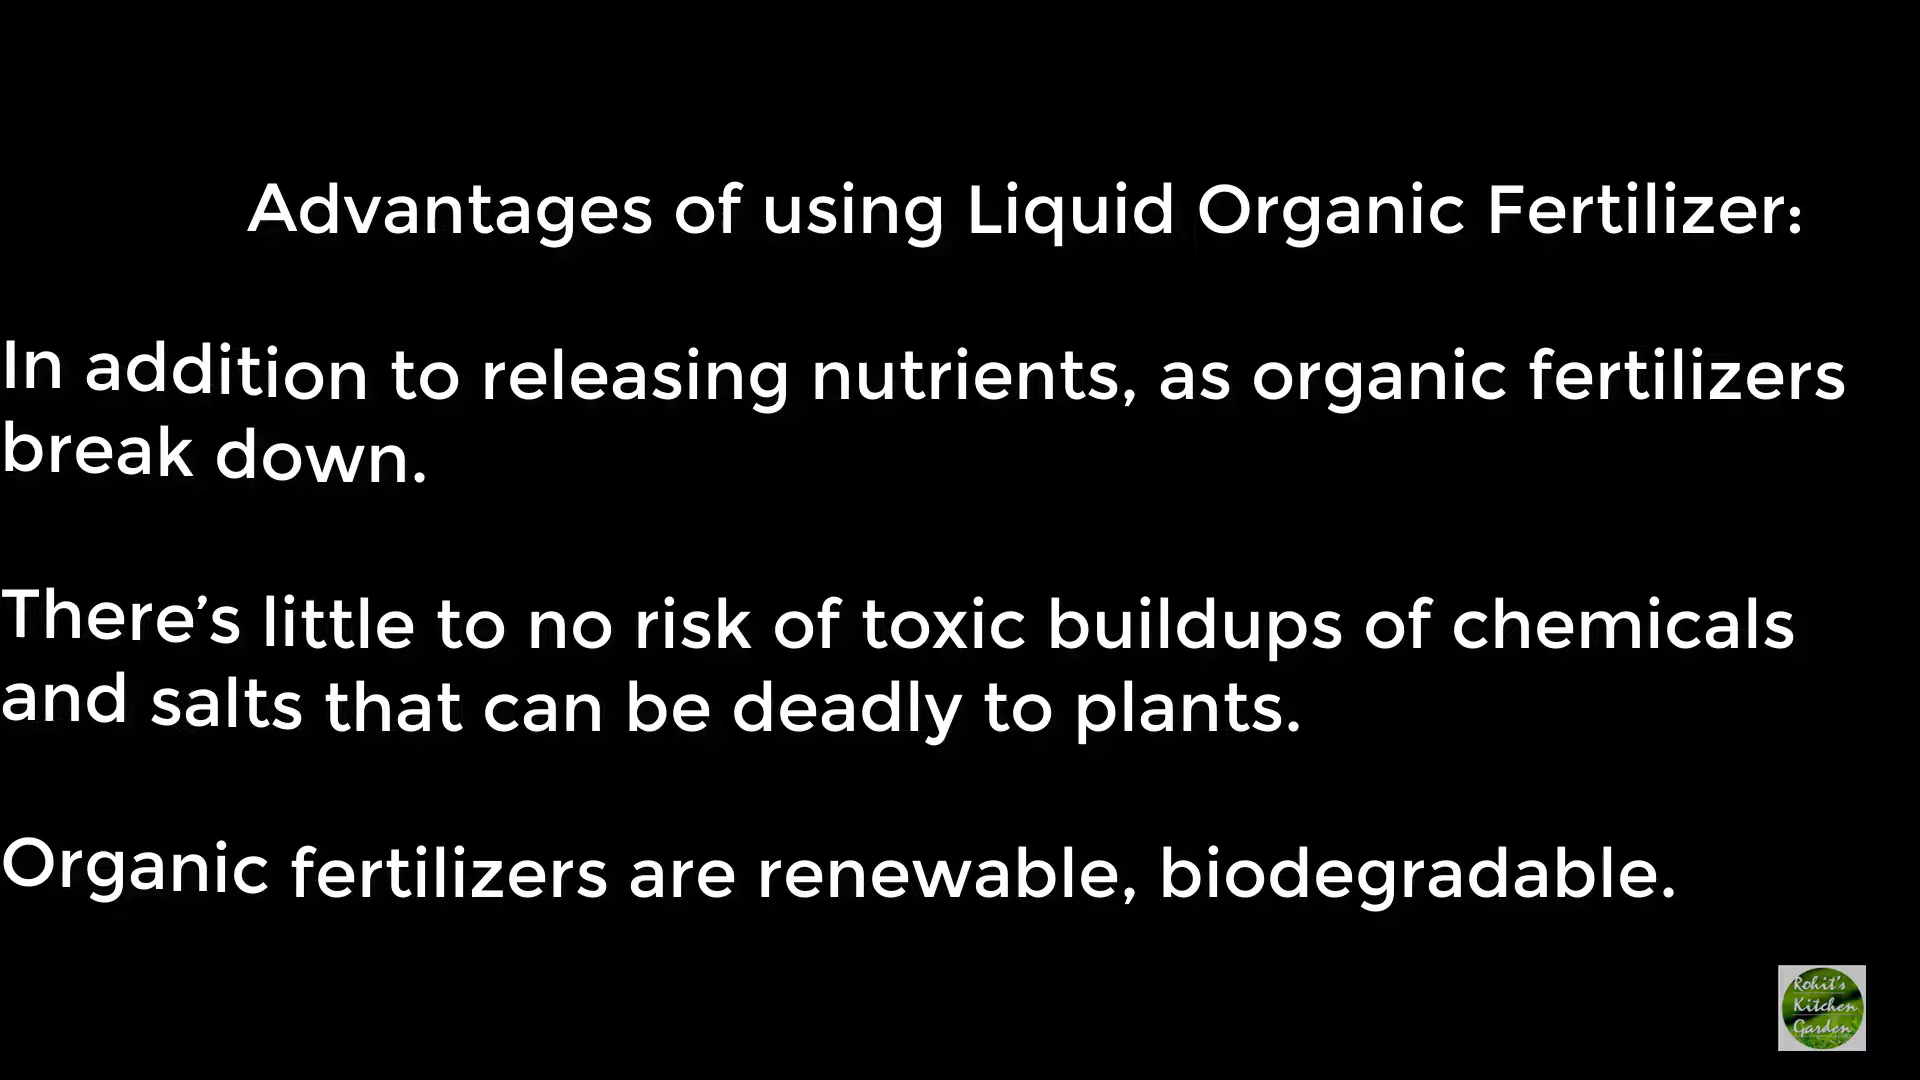 Advantages of using Liquid Organic Fertilizer:
In addition to releasing nutrients, as organic fertilizers
break down.
There’s little to no risk of toxic buildups of chemicals
and salts that can be deadly to plants.
Organic fertilizers are renewable, biodegradable.
Rohit's
Kitchen
Garden